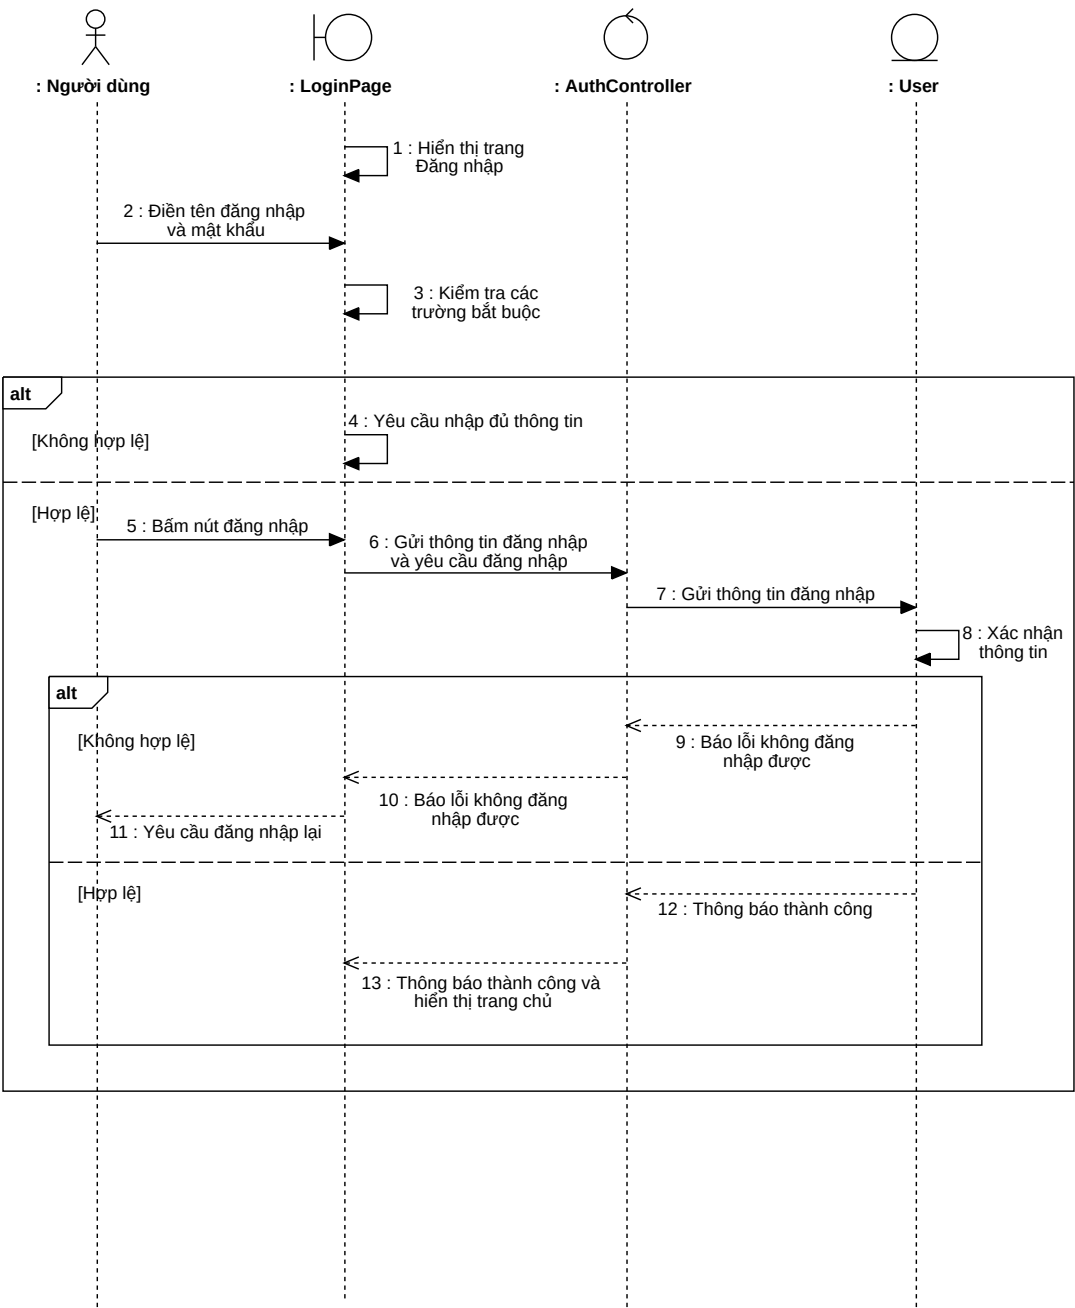 : Người dùng
: LoginPage
: AuthController
: User
1 : Hiển thị trang
Đăng nhập
2 : Điền tên đăng nhập
và mật khẩu
3 : Kiểm tra các
trường bắt buộc
alt
4 : Yêu cầu nhập đủ thông tin
[Không hợp lệ]
[Hợp lệ]
5 : Bấm nút đăng nhập
6 : Gửi thông tin đăng nhập
và yêu cầu đăng nhập
7 : Gửi thông tin đăng nhập
8 : Xác nhận
thông tin
alt
[Không hợp lệ]
9 : Báo lỗi không đăng
nhập được
10 : Báo lỗi không đăng
nhập được
11 : Yêu cầu đăng nhập lại
[Hợp lệ]
12 : Thông báo thành công
13 : Thông báo thành công và
hiển thị trang chủ